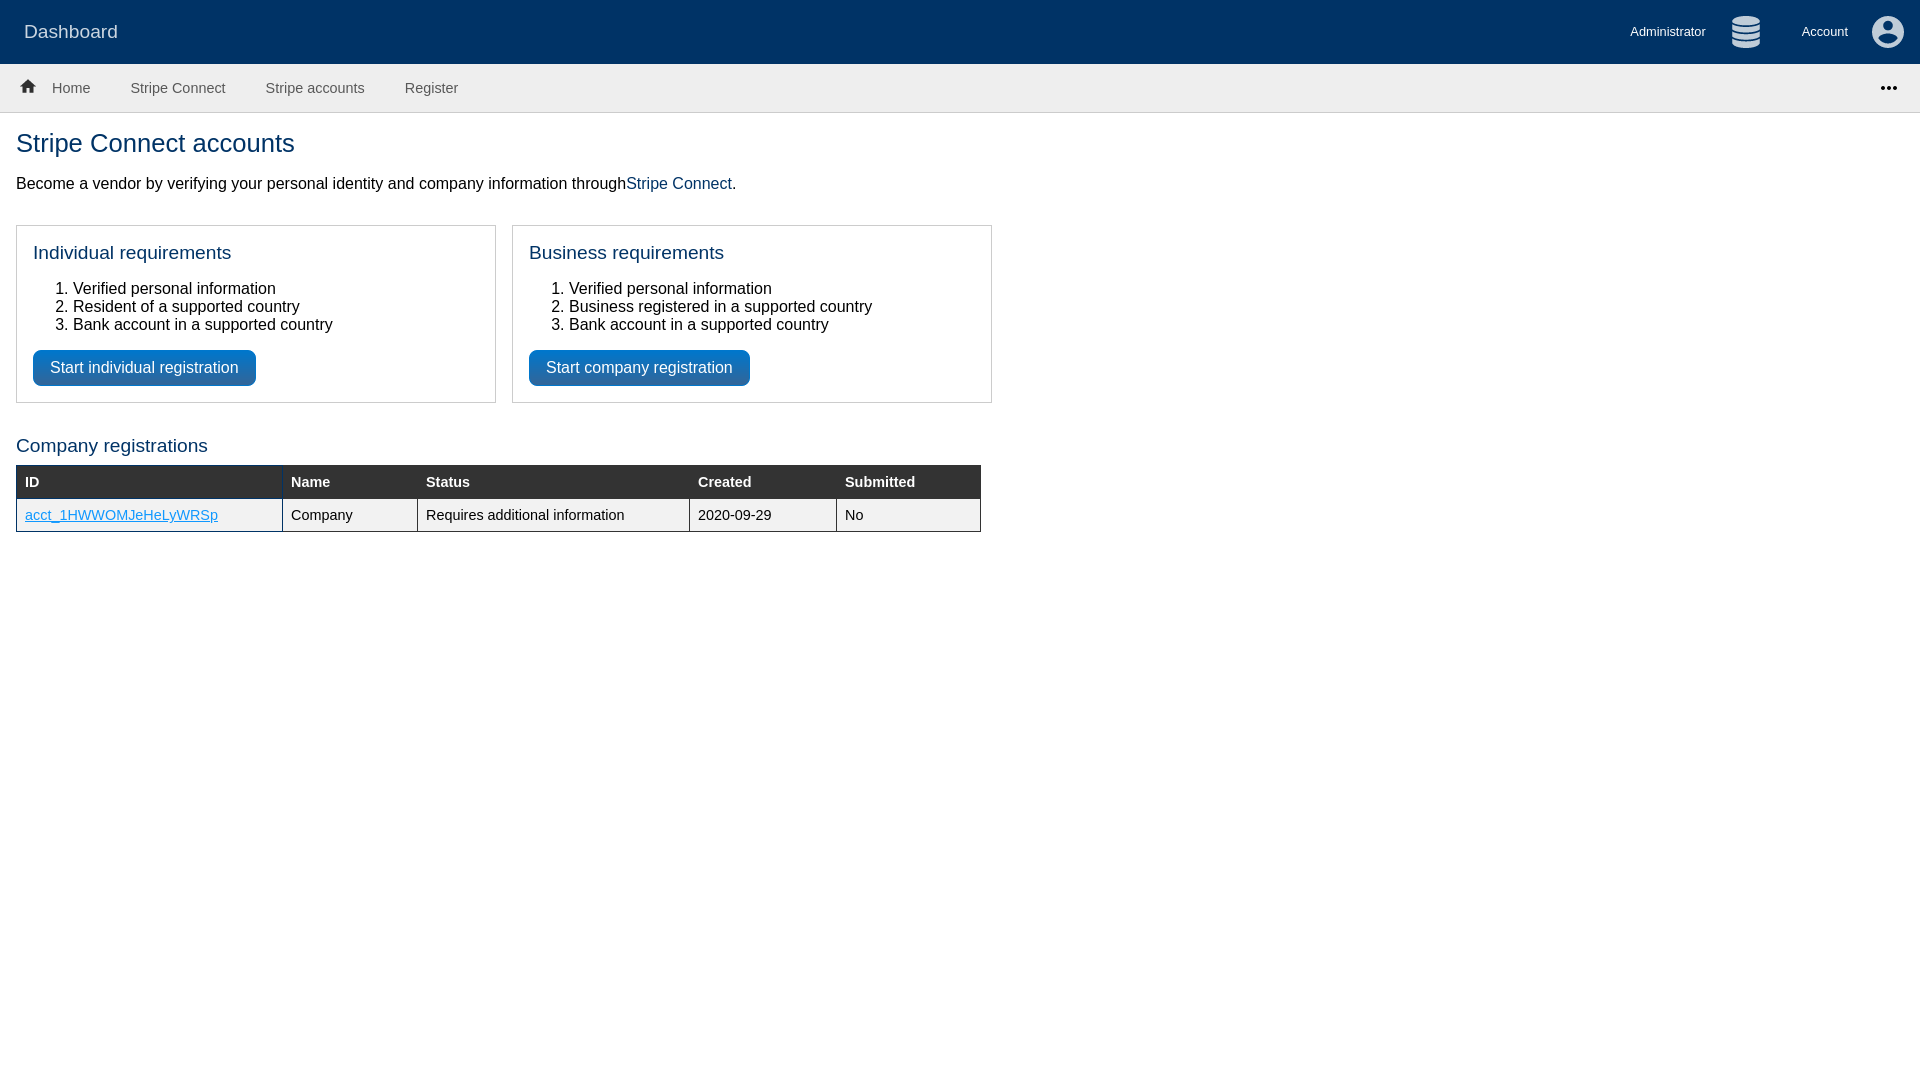 Dashboard
Administrator
Account
Home
Stripe Connect
Stripe accounts
Register
Stripe Connect accounts
Become a vendor by verifying your personal identity and company information throughStripe Connect.
Individual requirements
1. Verified personal information
2. Resident of a supported country
3. Bank account in a supported country
Start individual registration
Business requirements
1. Verified personal information
2. Business registered in a supported country
3. Bank account in a supported country
Start company registration
Company registrations
ID Name Status Created Submitted
acct_1HWWOMJeHeLyWRSp Company Requires additional information 2020-09-29 No